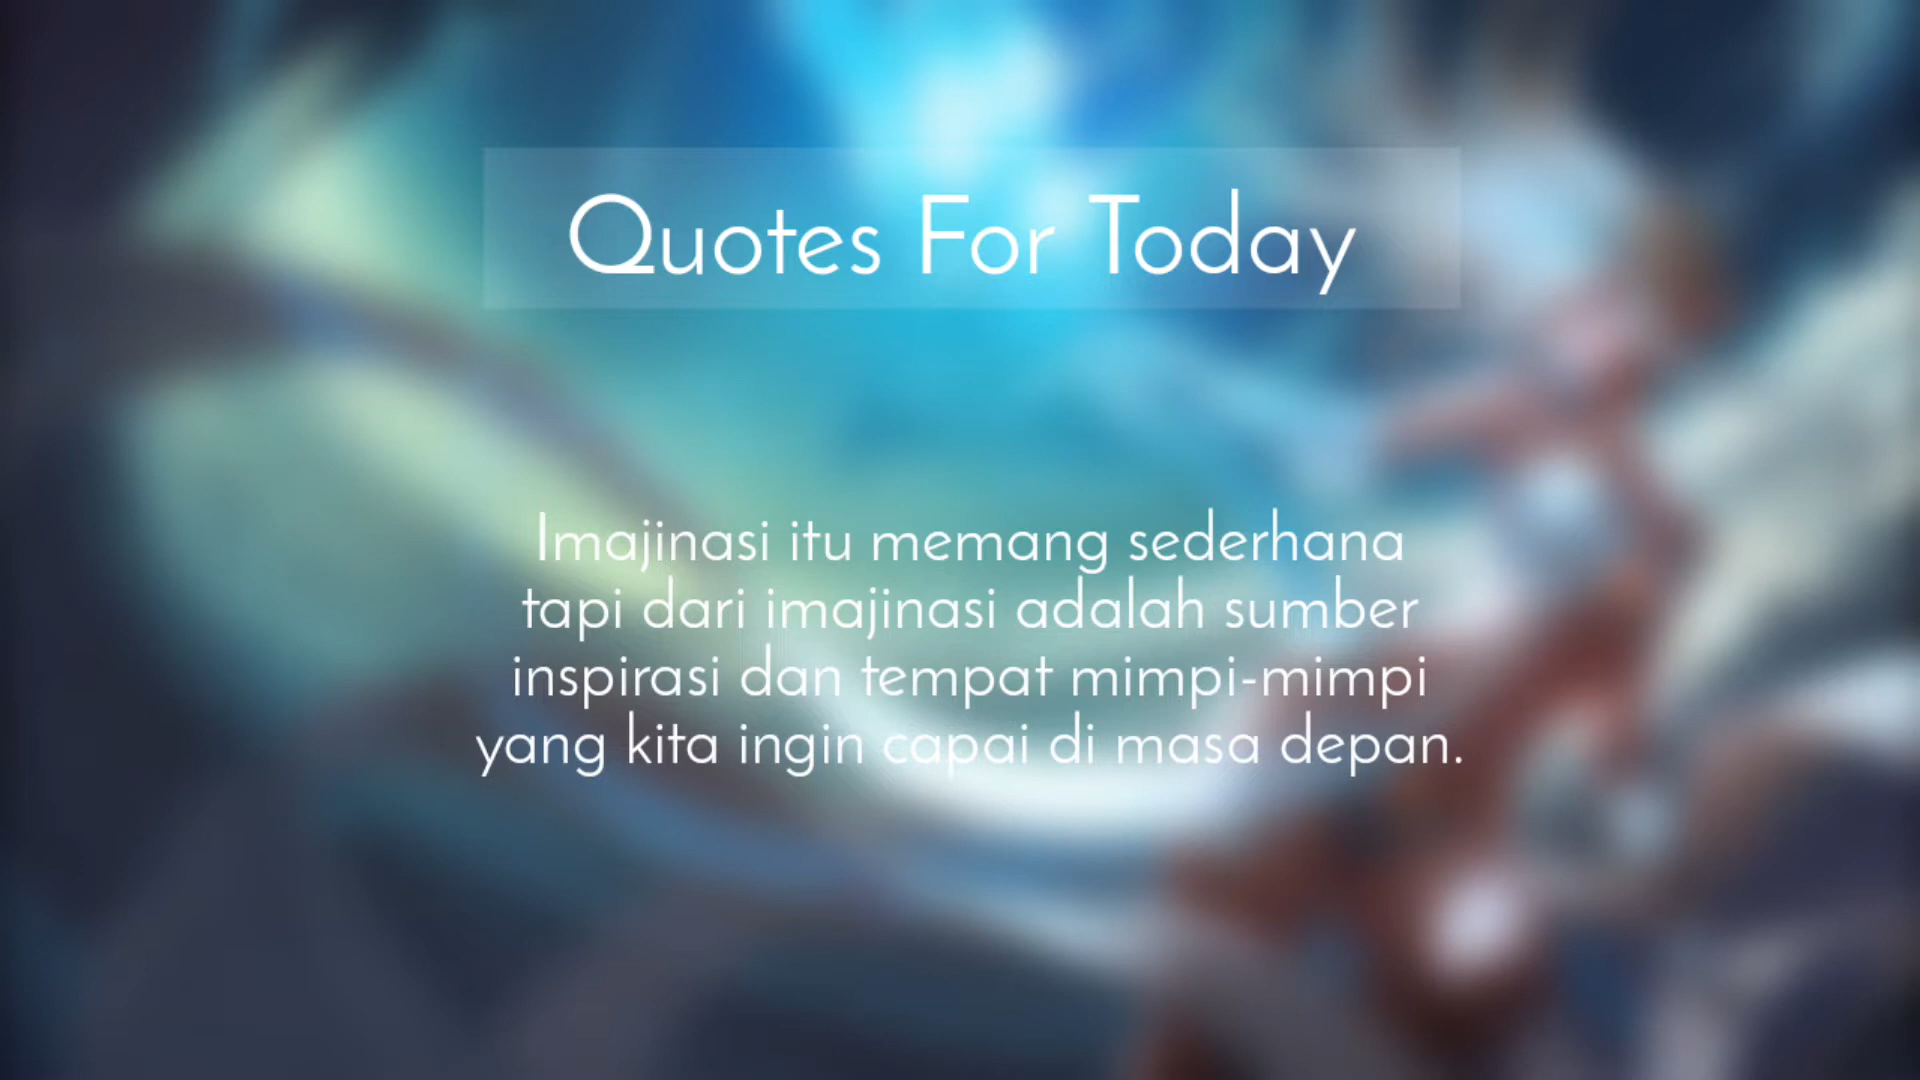 Quotes For Today
Imajinasi itu memang sederhana
tapi dari imajinasi adalah sumber
inspirasi dan tempat mimpi-mimpi
yang kita ingin capai di masa depan.